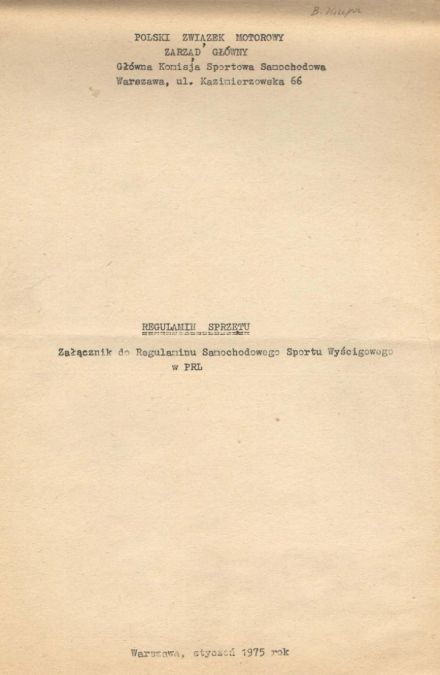 POLSKI ZWIĄZEK MOTOROWY
ZARZĄD GŁÓWNY
Główna Komisja Sportowa Samochodowa
Warszawa, ul. Kazimierzowska 66
REGULAMIN SPRZĘTU
Załącznik do Regulaminu Samochodowego Sportu Wyścigowego
w PRL
Warszawa, styczeń 1975 rok